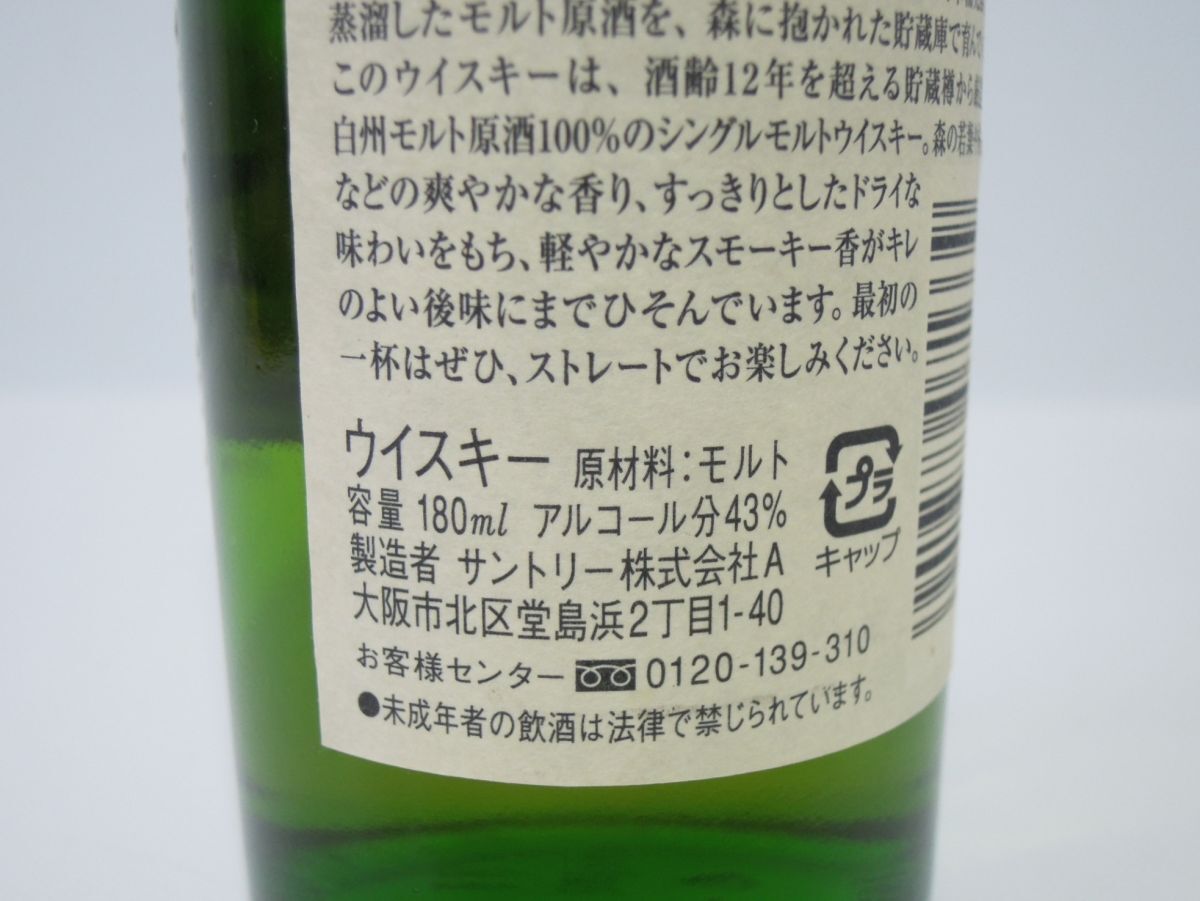 蒸溜したモルト原酒を、森に抱かれた貯蔵庫で育んで
このウイスキーは、酒齢12年を超える貯蔵樽から
白州モルト原酒100%のシングルモルトウイスキー。森の若葉
などの爽やかな香り、すっきりとしたドライな
味わいをもち、軽やかなスモーキー香がキレ
のよい後味にまでひそんでいます。最初の
一杯はぜひ、ストレートでお楽しみください。
ウイスキー 原材料:モルト
容量 180ml アルコール分43%
製造者 サントリー株式会社A
大阪市北区堂島浜2丁目1-40
プラ
キャップ
お客様センター 0120-139-310
●未成年者の飲酒は法律で禁じられています。